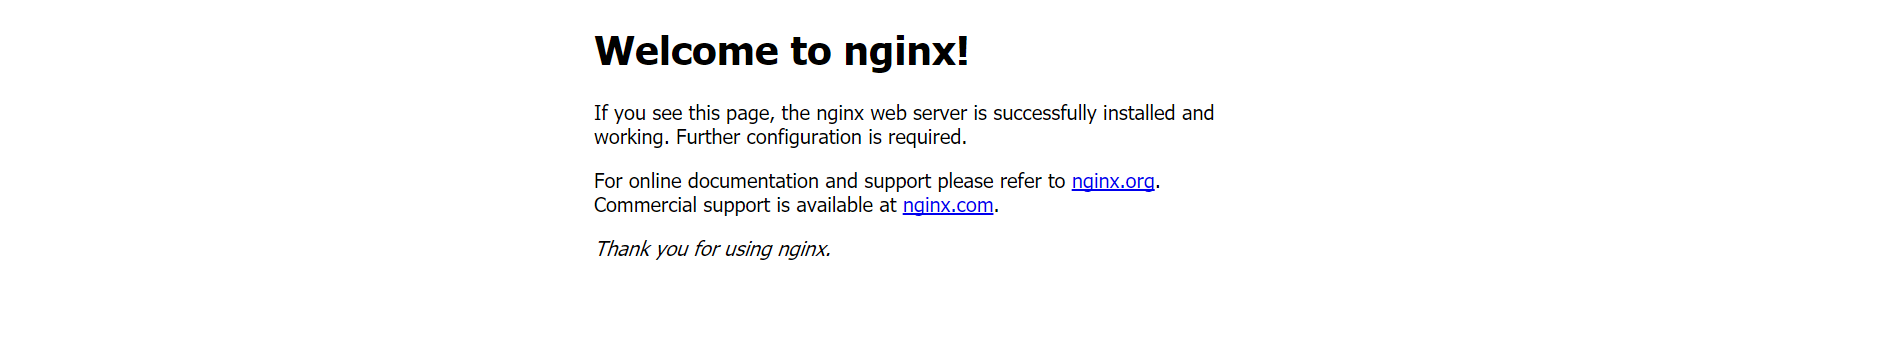 Welcome to nginx!
If you see this page, the nginx web server is successfully installed and
working. Further configuration is required.
For online documentation and support please refer to nginx.org.
Commercial support is available at nginx.com.
Thank you for using nginx.